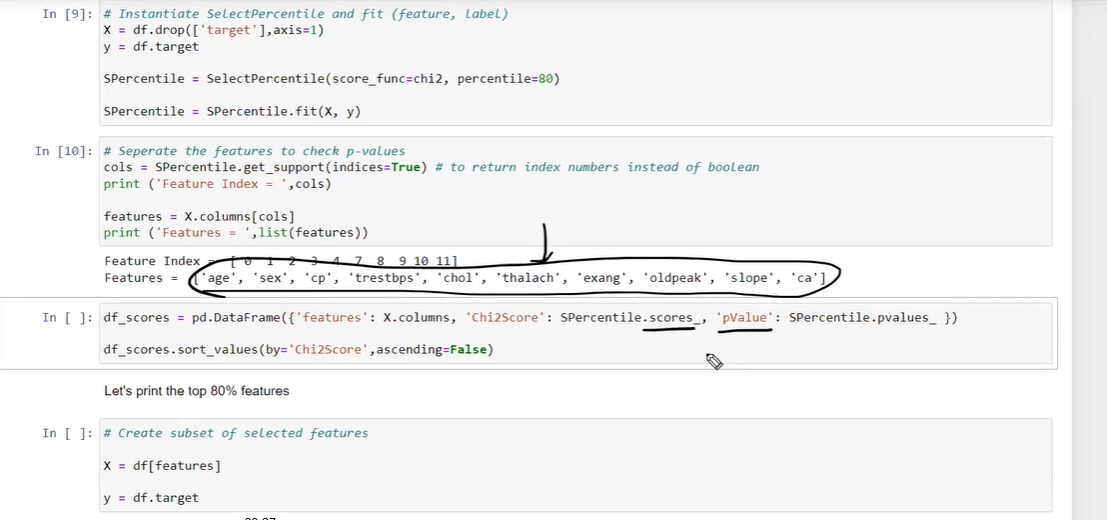 In [9]: # Instantiate SelectPercentile and fit (feature, label)
X = df.drop(['target'],axis=1)
y = df.target
SPercentile = SelectPercentile(score_func=chi2, percentile=80)
SPercentile = SPercentile.fit(X, y)
In [10]: # Seperate the features to check p-values
cols = SPercentile.get_support(indices=True) # to return index numbers instead of boolean
print ('Feature Index = ',cols)
features = X.columns[cols]
print ('Features = ',list(features))
Feature Index = [ 0 1 2 3 4 7 8 9 10 11]
Features = ['age', 'sex', 'cp', 'trestbps', 'chol', 'thalach', 'exang', 'oldpeak', 'slope', 'ca']
In [ ]: df_scores = pd.DataFrame({'features': X.columns, 'Chi2Score': SPercentile.scores_, 'pValue': SPercentile.pvalues_ })
df_scores.sort_values(by='Chi2Score',ascending=False)
Let's print the top 80% features
In [ ]: # Create subset of selected features
X = df[features]
y = df.target